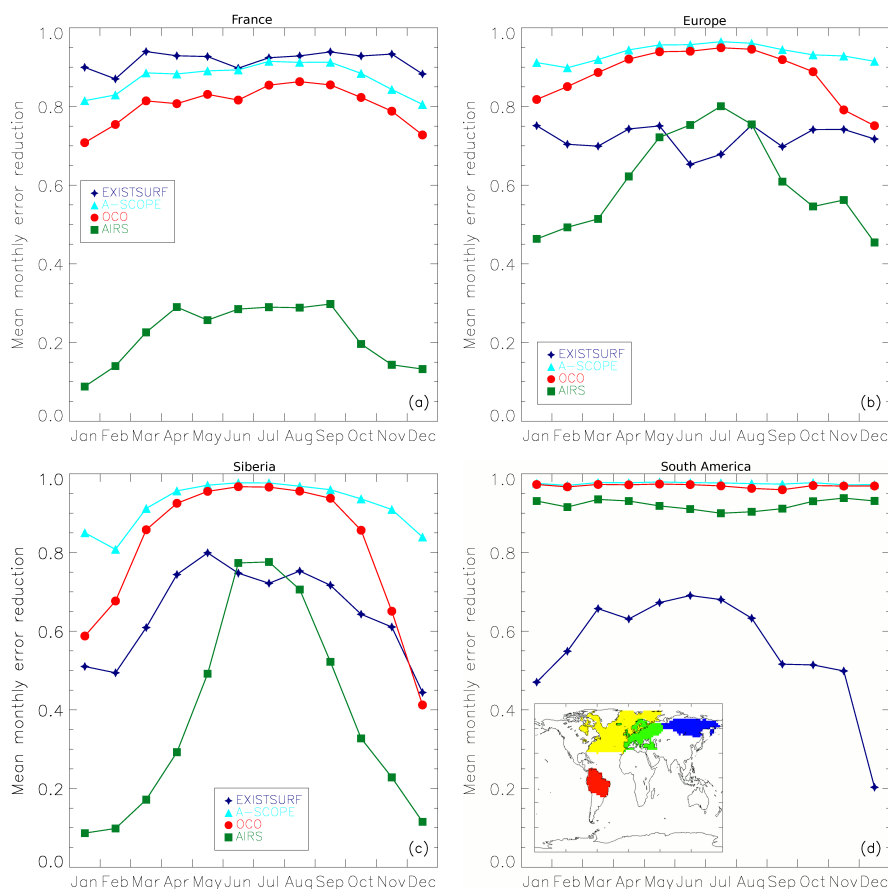 France
Mean monthly error reduction
1.0
0.8
0.6
0.4
0.2
0.0
EXISTSURF
A-SCOPE
OCO
AIRS
(a)
Jan Feb Mar Apr May Jun Jul Aug Sep Oct Nov Dec
Europe
Mean monthly error reduction
1.0
0.8
0.6
0.4
0.2
0.0
EXISTSURF
A-SCOPE
OCO
AIRS
(b)
Jan Feb Mar Apr May Jun Jul Aug Sep Oct Nov Dec
Siberia
Mean monthly error reduction
1.0
0.8
0.6
0.4
0.2
0.0
EXISTSURF
A-SCOPE
OCO
AIRS
(c)
Jan Feb Mar Apr May Jun Jul Aug Sep Oct Nov Dec
South America
Mean monthly error reduction
1.0
0.8
0.6
0.4
0.2
0.0
(d)
Jan Feb Mar Apr May Jun Jul Aug Sep Oct Nov Dec